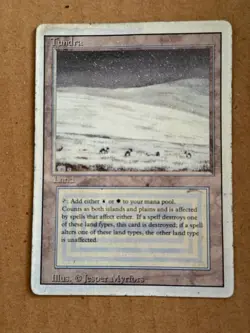 Tundra
Land
: Add either or to your mana pool.
Counts as both islands and plains and is affected
by spells that affect either. If a spell destroys one
of these land types, this card is destroyed; if a spell
alters one of these land types, the other land type
is unaffected.
Illus. © Jesper Myrfors